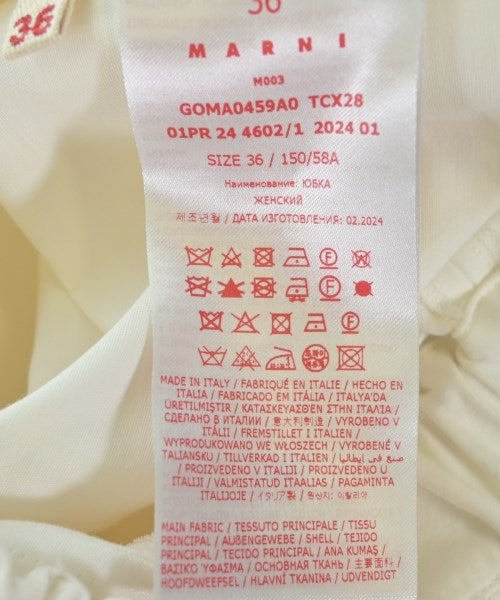 36
36
MARNI
M003
GOMA0459A0 TCX28
01PR 24 4602/1 2024 01
SIZE 36 / 150/58A
Наименование: ЮБКА
ЖЕНСКИЙ
제조년월 / ДАТА ИЗГОТОВЛЕНИЯ: 02.2024
MADE IN ITALY / FABRIQUÉ EN ITALIE / HECHO EN
ITALIA / FABRICADO EM ITÁLIA / ITALYA'DA
ÜRETILMIŞTIR / ΚΑΤΑΣΚΕΥΑΣΘ'ΕΝ ΣΤΗΝ ΙΤΑΛΙΑ /
СДЕЛАНО В ИТАЛИИ / 意大利制造 / VYROBENO V
ITÁLII / FREMSTILLET I ITALIEN /
WYPRODUKOWANO WE WŁOSZECH / VYROBENÉ V
TALIANSKU / TILLVERKAD I ITALIEN / صنع في ايطاليا
/ PROIZVEDENO V ITALIJI / PROIZVEDENO U
ITALIJI / VALMISTATUD ITAALIAS / PAGAMINTA
ITALIJOJE / イタリア製 / 원산지: 이탈리아
MAIN FABRIC / TESSUTO PRINCIPALE / TISSU
PRINCIPAL / AUßENGEWEBE / SHELL / TEJIDO
PRINCIPAL / TECIDO PRINCIPAL / ANA KUMAŞ /
ΒΑΣΙΚΟ ΎΦΑΣΜΑ / ОСНОВНАЯ ТКАНЬ / 主要面料 /
HOOFDWEEFSEL / HLAVNÍ TKANINA / UDVENDIGT